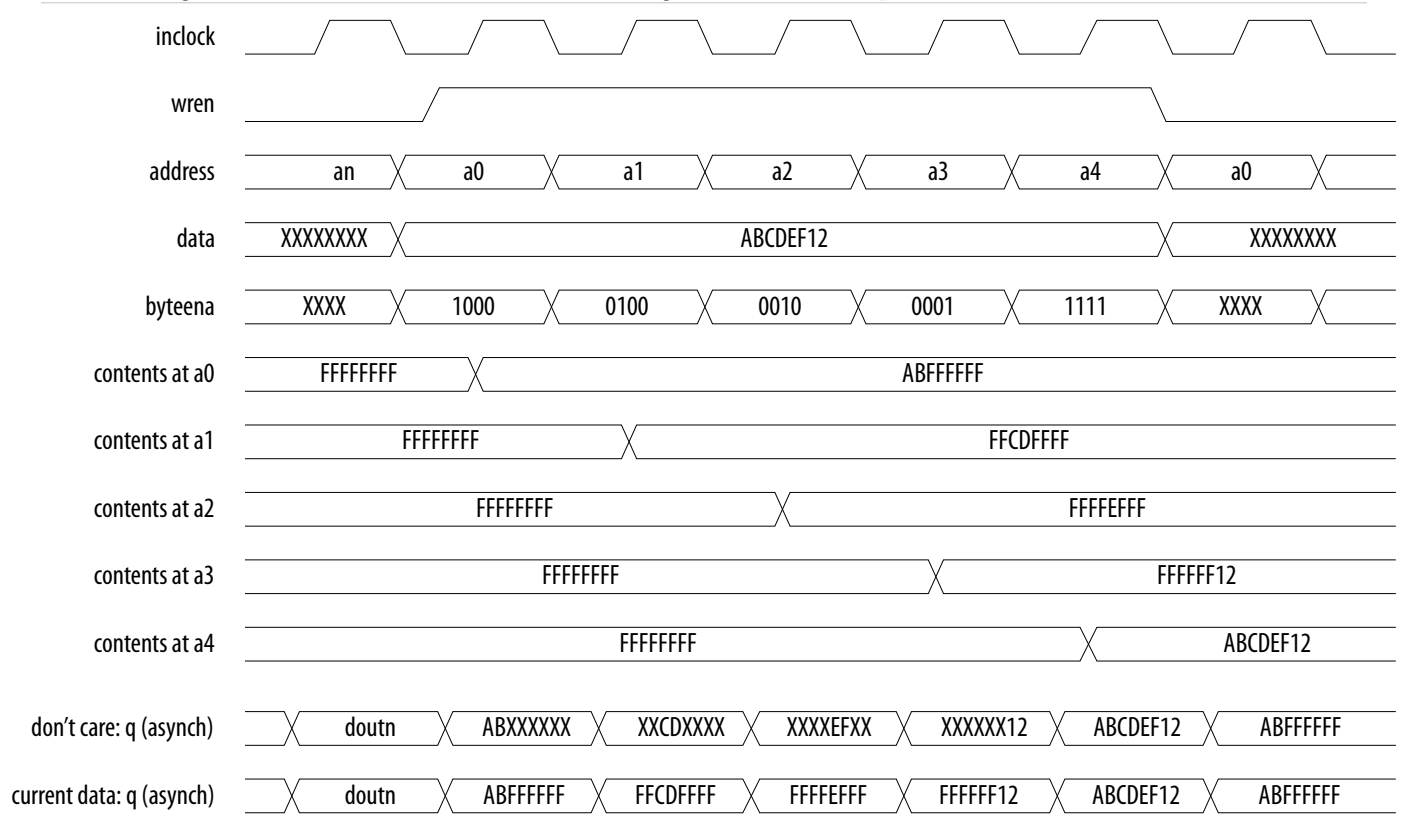 inclock
wren
address an a0 a1 a2 a3 a4 a0
data XXXXXXXX ABCDEF12 XXXXXXXX
byteena XXXX 1000 0100 0010 0001 1111 XXXX
contents at a0 FFFFFFFF ABFFFFFF
contents at a1 FFFFFFFF FFCDFFFF
contents at a2 FFFFFFFF FFFFEFFF
contents at a3 FFFFFFFF FFFFFF12
contents at a4 FFFFFFFF ABCDEF12
don't care: q (asynch) doutn ABXXXXXX XXCDXXXX XXXXEFXX XXXXXX12 ABCDEF12 ABFFFFFF
current data: q (asynch) doutn ABFFFFFF FFCDFFFF FFFFEFFF FFFFFF12 ABCDEF12 ABFFFFFF